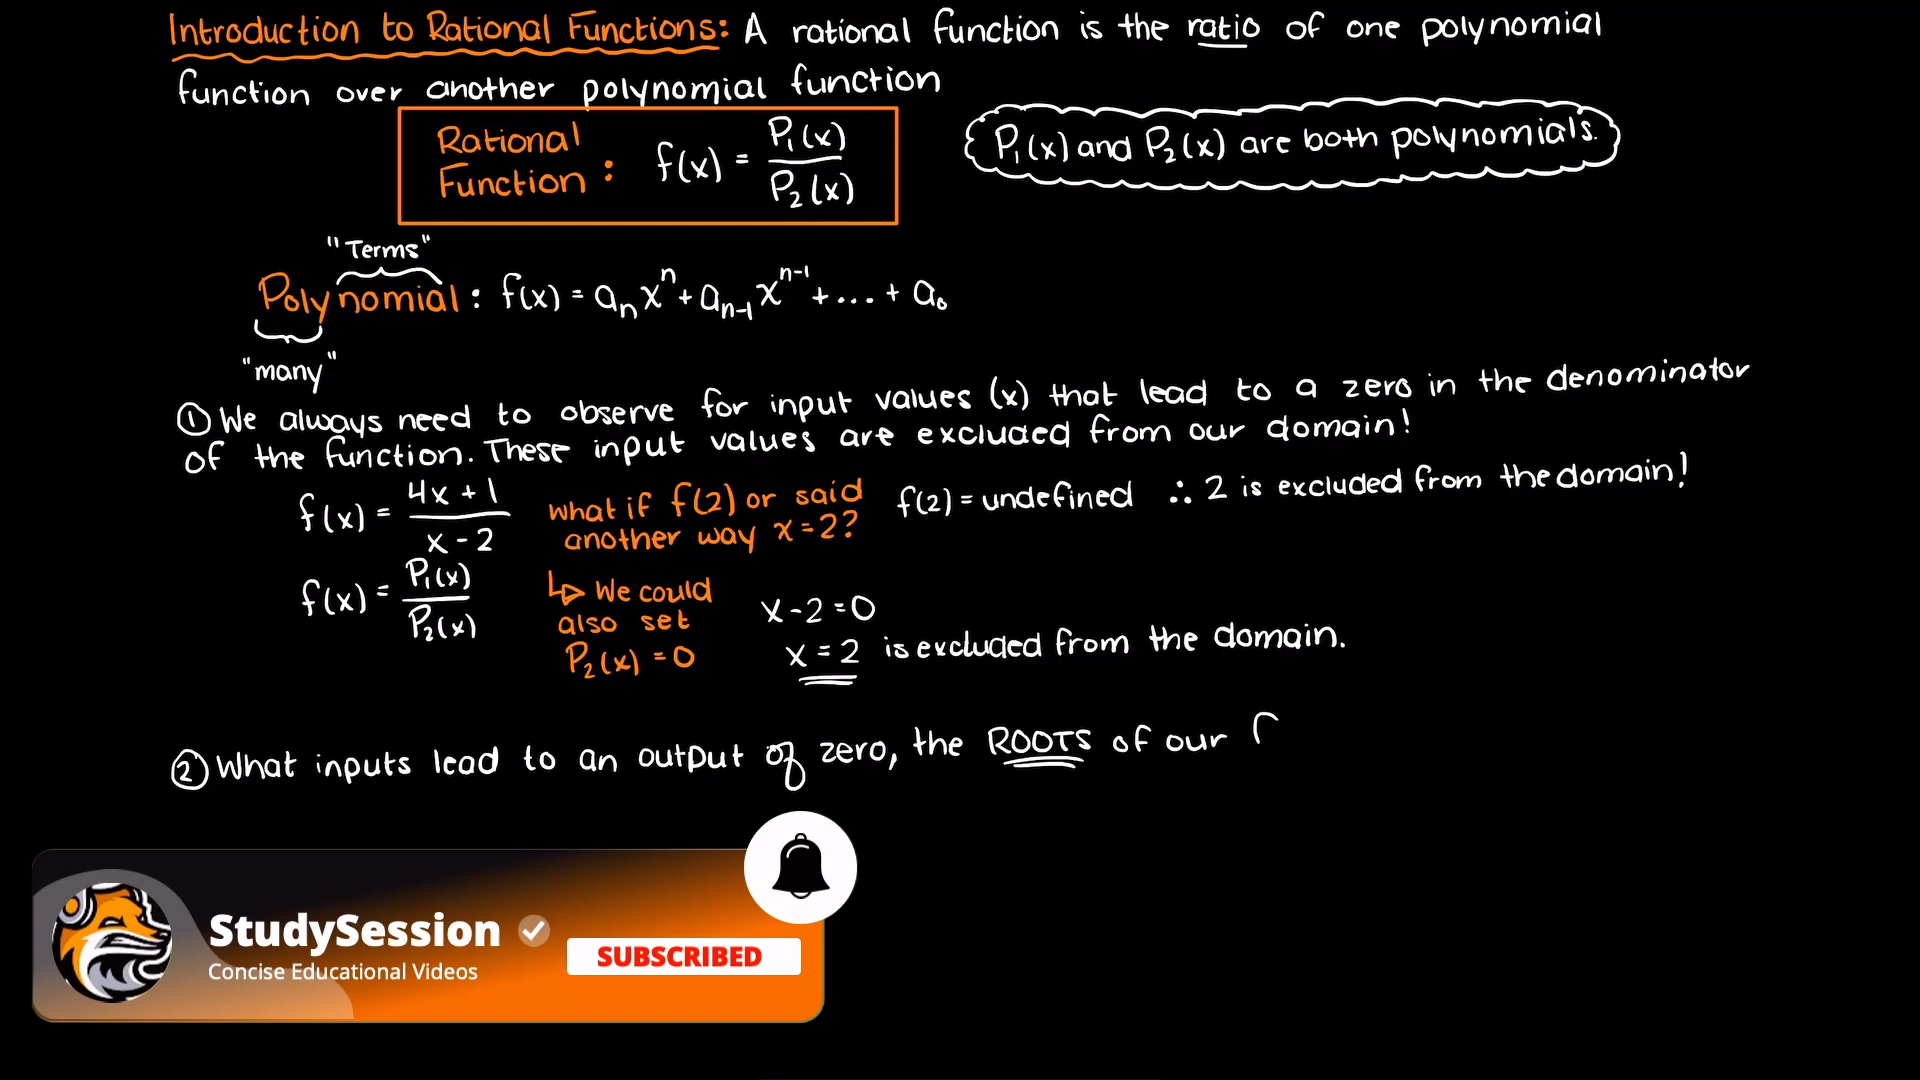 Introduction to Rational Functions: A rational function is the ratio of one polynomial
function over another polynomial function
Rational Function: f(x) = P₁(x) / P₂(x)
P₁(x) and P₂(x) are both polynomials.
"Terms"
Polynomial: f(x) = aₙxⁿ + aₙ₋₁xⁿ⁻¹ + ... + a₀
"many"
① We always need to observe for input values (x) that lead to a zero in the denominator
of the function. These input values are excluded from our domain!
f(x) = (4x + 1) / (x - 2)
what if f(2) or said
another way x = 2?
f(2) = undefined ∴ 2 is excluded from the domain!
f(x) = P₁(x) / P₂(x)
↳ We could
also set
P₂(x) = 0
x - 2 = 0
x = 2 is excluded from the domain.
② What inputs lead to an output of zero, the ROOTS of our
StudySession
Concise Educational Videos
SUBSCRIBED